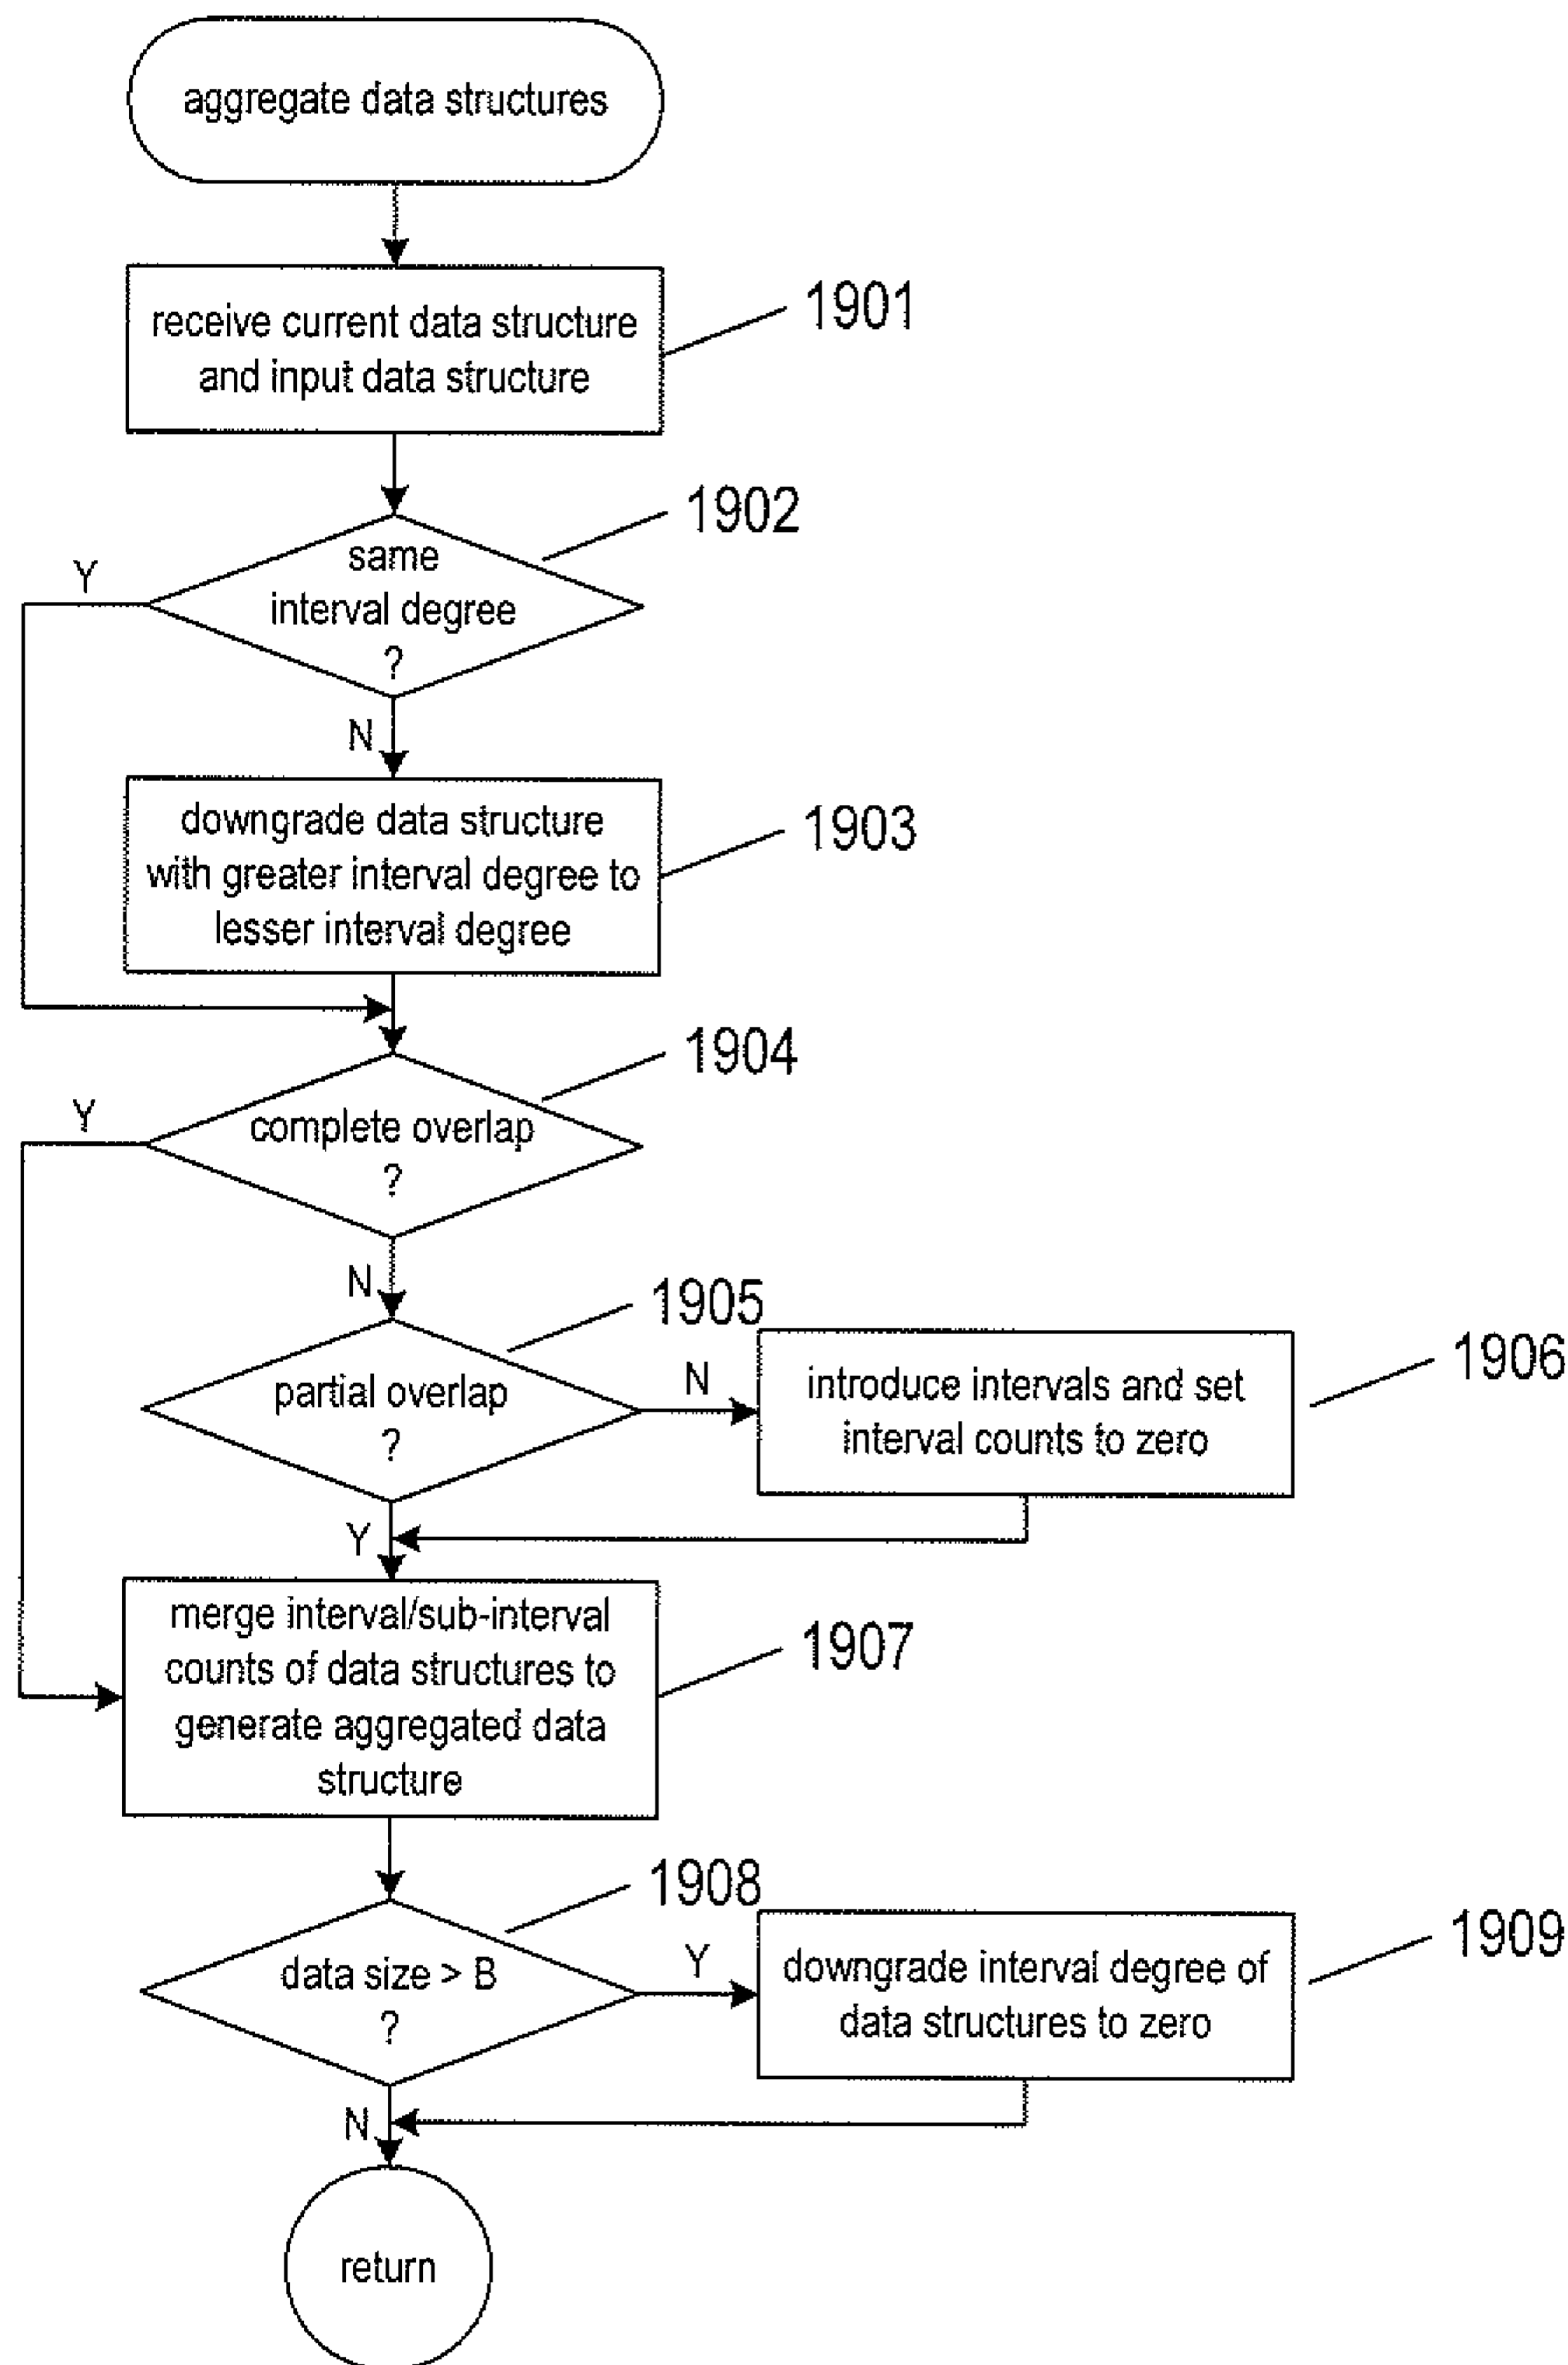 aggregate data structures
receive current data structure
and input data structure
1901
1902
same
interval degree
?
Y
N
downgrade data structure
with greater interval degree to
lesser interval degree
1903
1904
complete overlap
?
Y
N
1905
partial overlap
?
N
introduce intervals and set
interval counts to zero
1906
Y
merge interval/sub-interval
counts of data structures to
generate aggregated data
structure
1907
1908
data size > B
?
Y
downgrade interval degree of
data structures to zero
1909
N
return